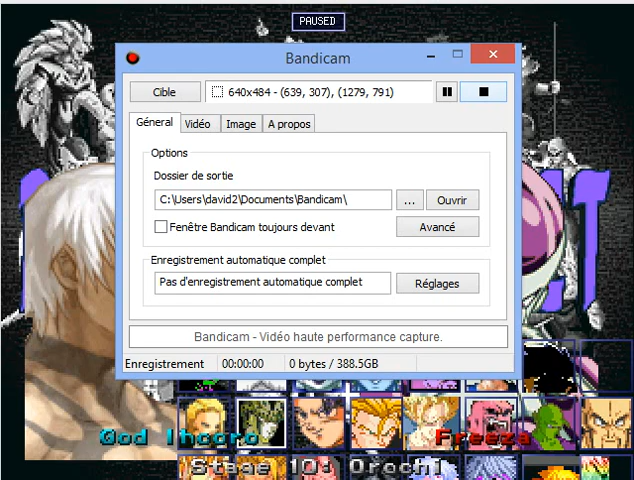 PAUSED
Bandicam
Cible
640x484 - (639, 307), (1279, 791)
Géneral
Vidéo
Image
A propos
Options
Dossier de sortie
C:\Users\david2\Documents\Bandicam\
...
Ouvrir
Fenêtre Bandicam toujours devant
Avancé
Enregistrement automatique complet
Pas d'enregistrement automatique complet
Réglages
Bandicam - Vidéo haute performance capture.
Enregistrement
00:00:00
0 bytes / 388.5GB
Freeza
Stage 10: Orochi